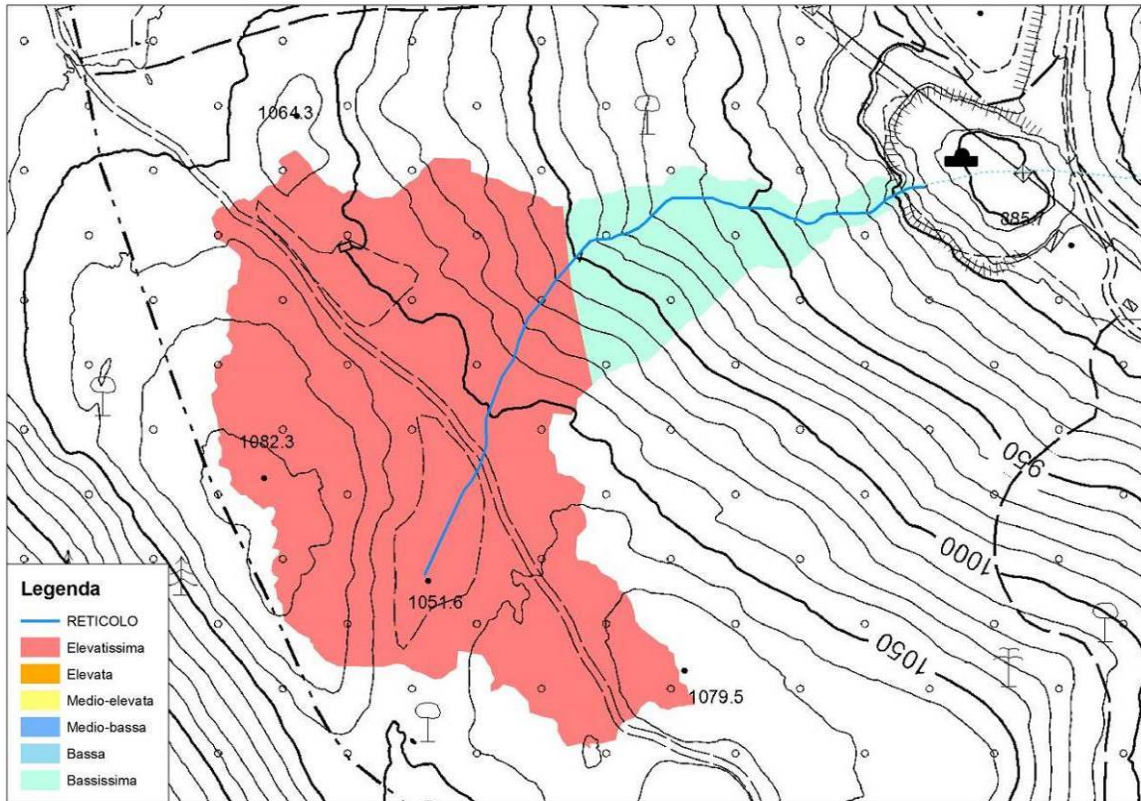 1064.3
885.7
1082.3
950
1000
1051.6
1050
1079.5
Legenda
RETICOLO
Elevatissima
Elevata
Medio-elevata
Medio-bassa
Bassa
Bassissima